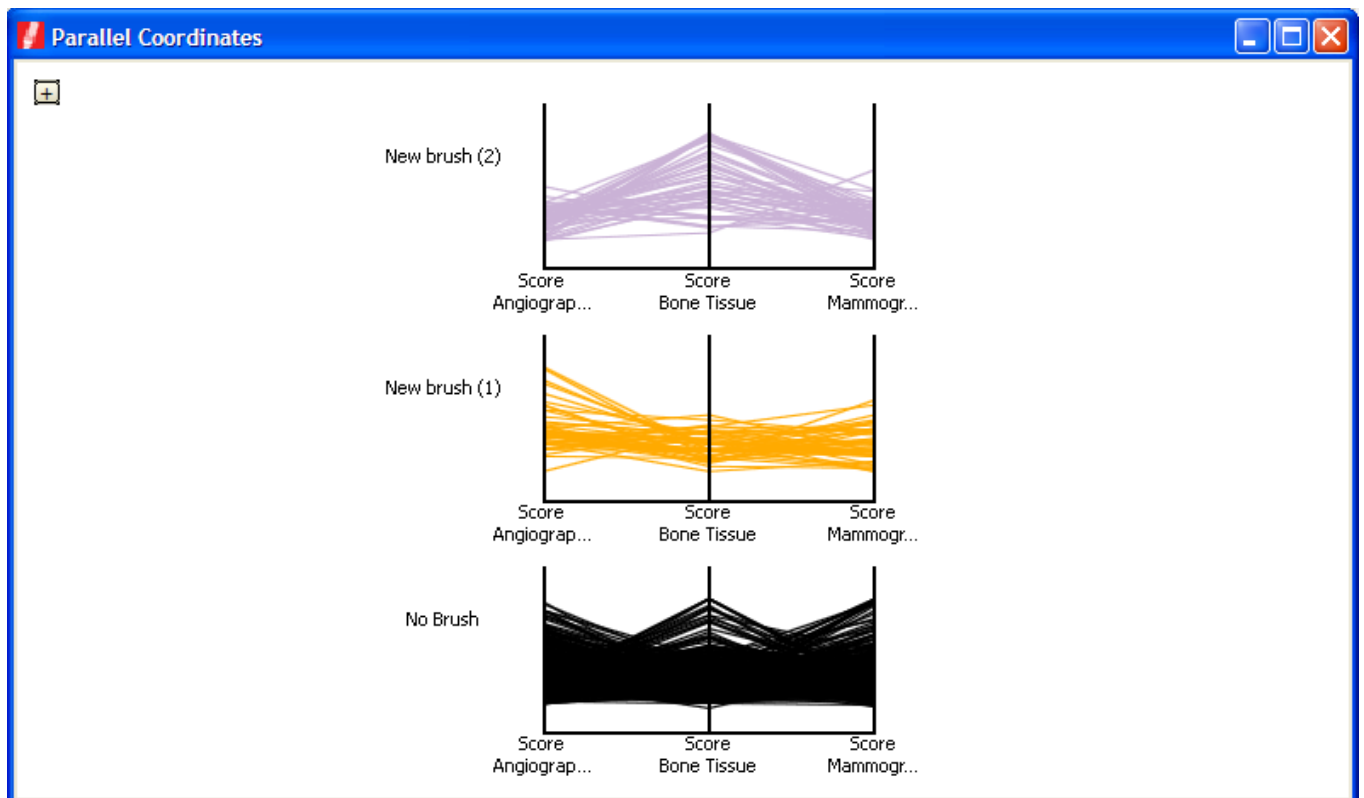 Parallel Coordinates
+
New brush (2)
Score Score Score
Angiograp... Bone Tissue Mammogr...
New brush (1)
Score Score Score
Angiograp... Bone Tissue Mammogr...
No Brush
Score Score Score
Angiograp... Bone Tissue Mammogr...